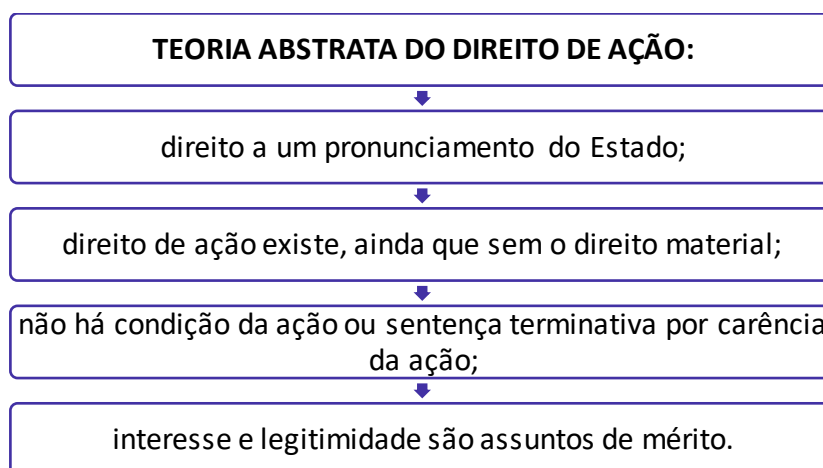 TEORIA ABSTRATA DO DIREITO DE AÇÃO:
direito a um pronunciamento do Estado;
direito de ação existe, ainda que sem o direito material;
não há condição da ação ou sentença terminativa por carência
da ação;
interesse e legitimidade são assuntos de mérito.